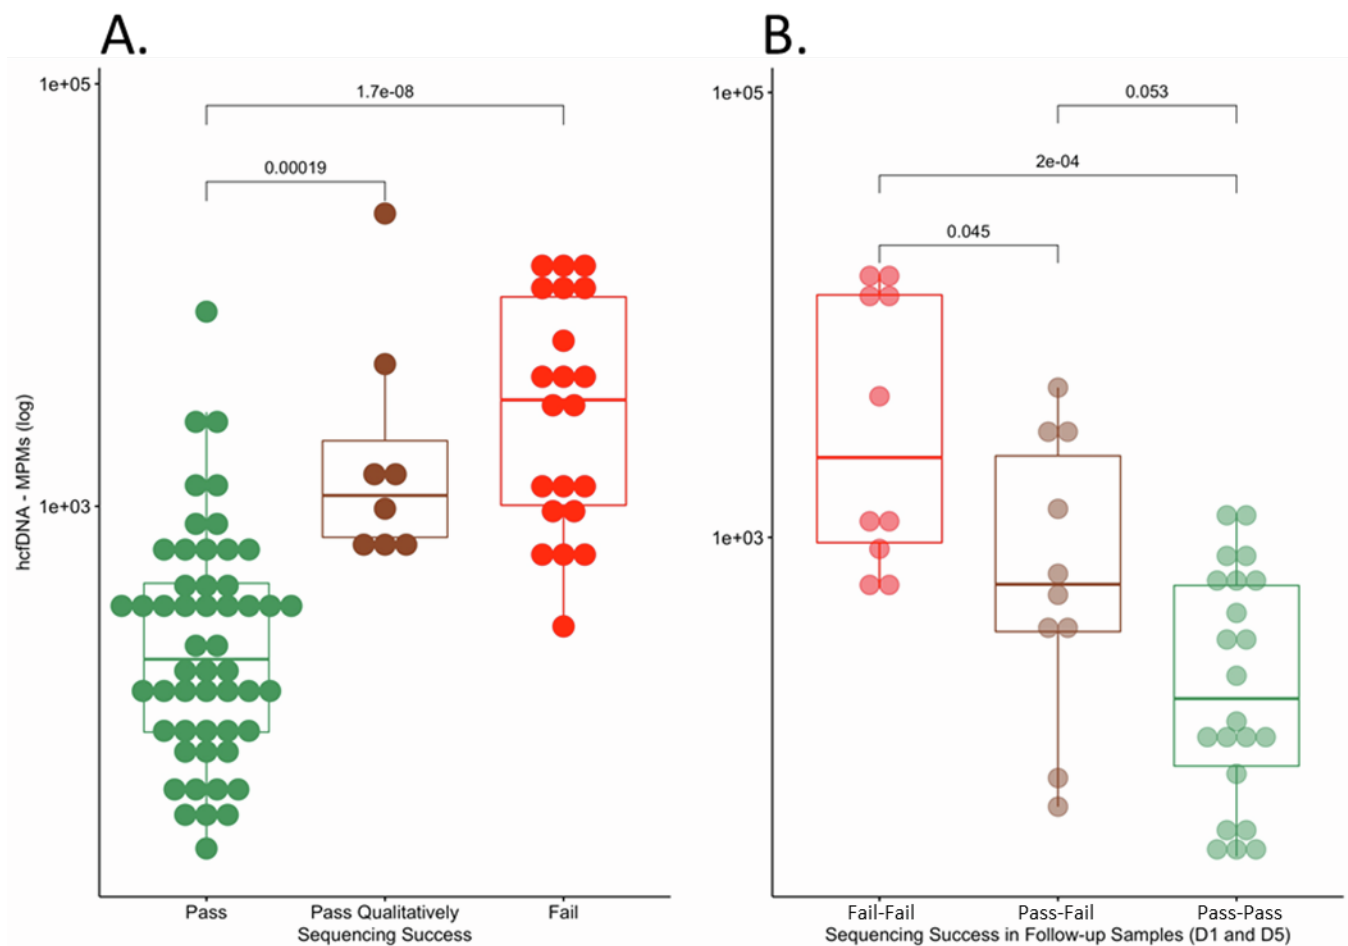 A.
1e+05
1.7e-08
0.00019
hcfDNA - MPMs (log)
1e+03
Pass
Pass Qualitatively
Fail
Sequencing Success
B.
1e+05
0.053
2e-04
0.045
1e+03
Fail-Fail
Pass-Fail
Pass-Pass
Sequencing Success in Follow-up Samples (D1 and D5)